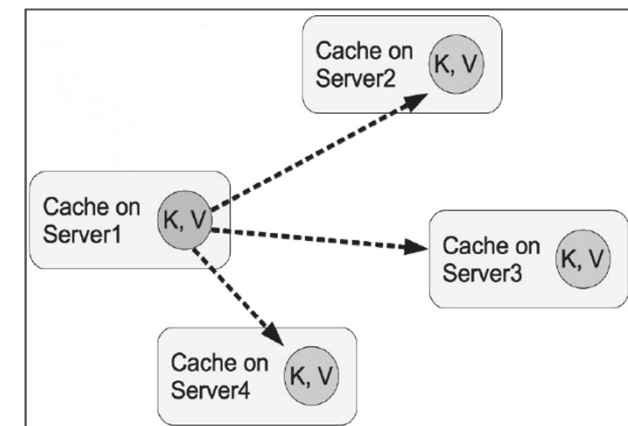 Cache on
Server2
K, V
Cache on
Server1
K, V
Cache on
Server3
K, V
Cache on
Server4
K, V